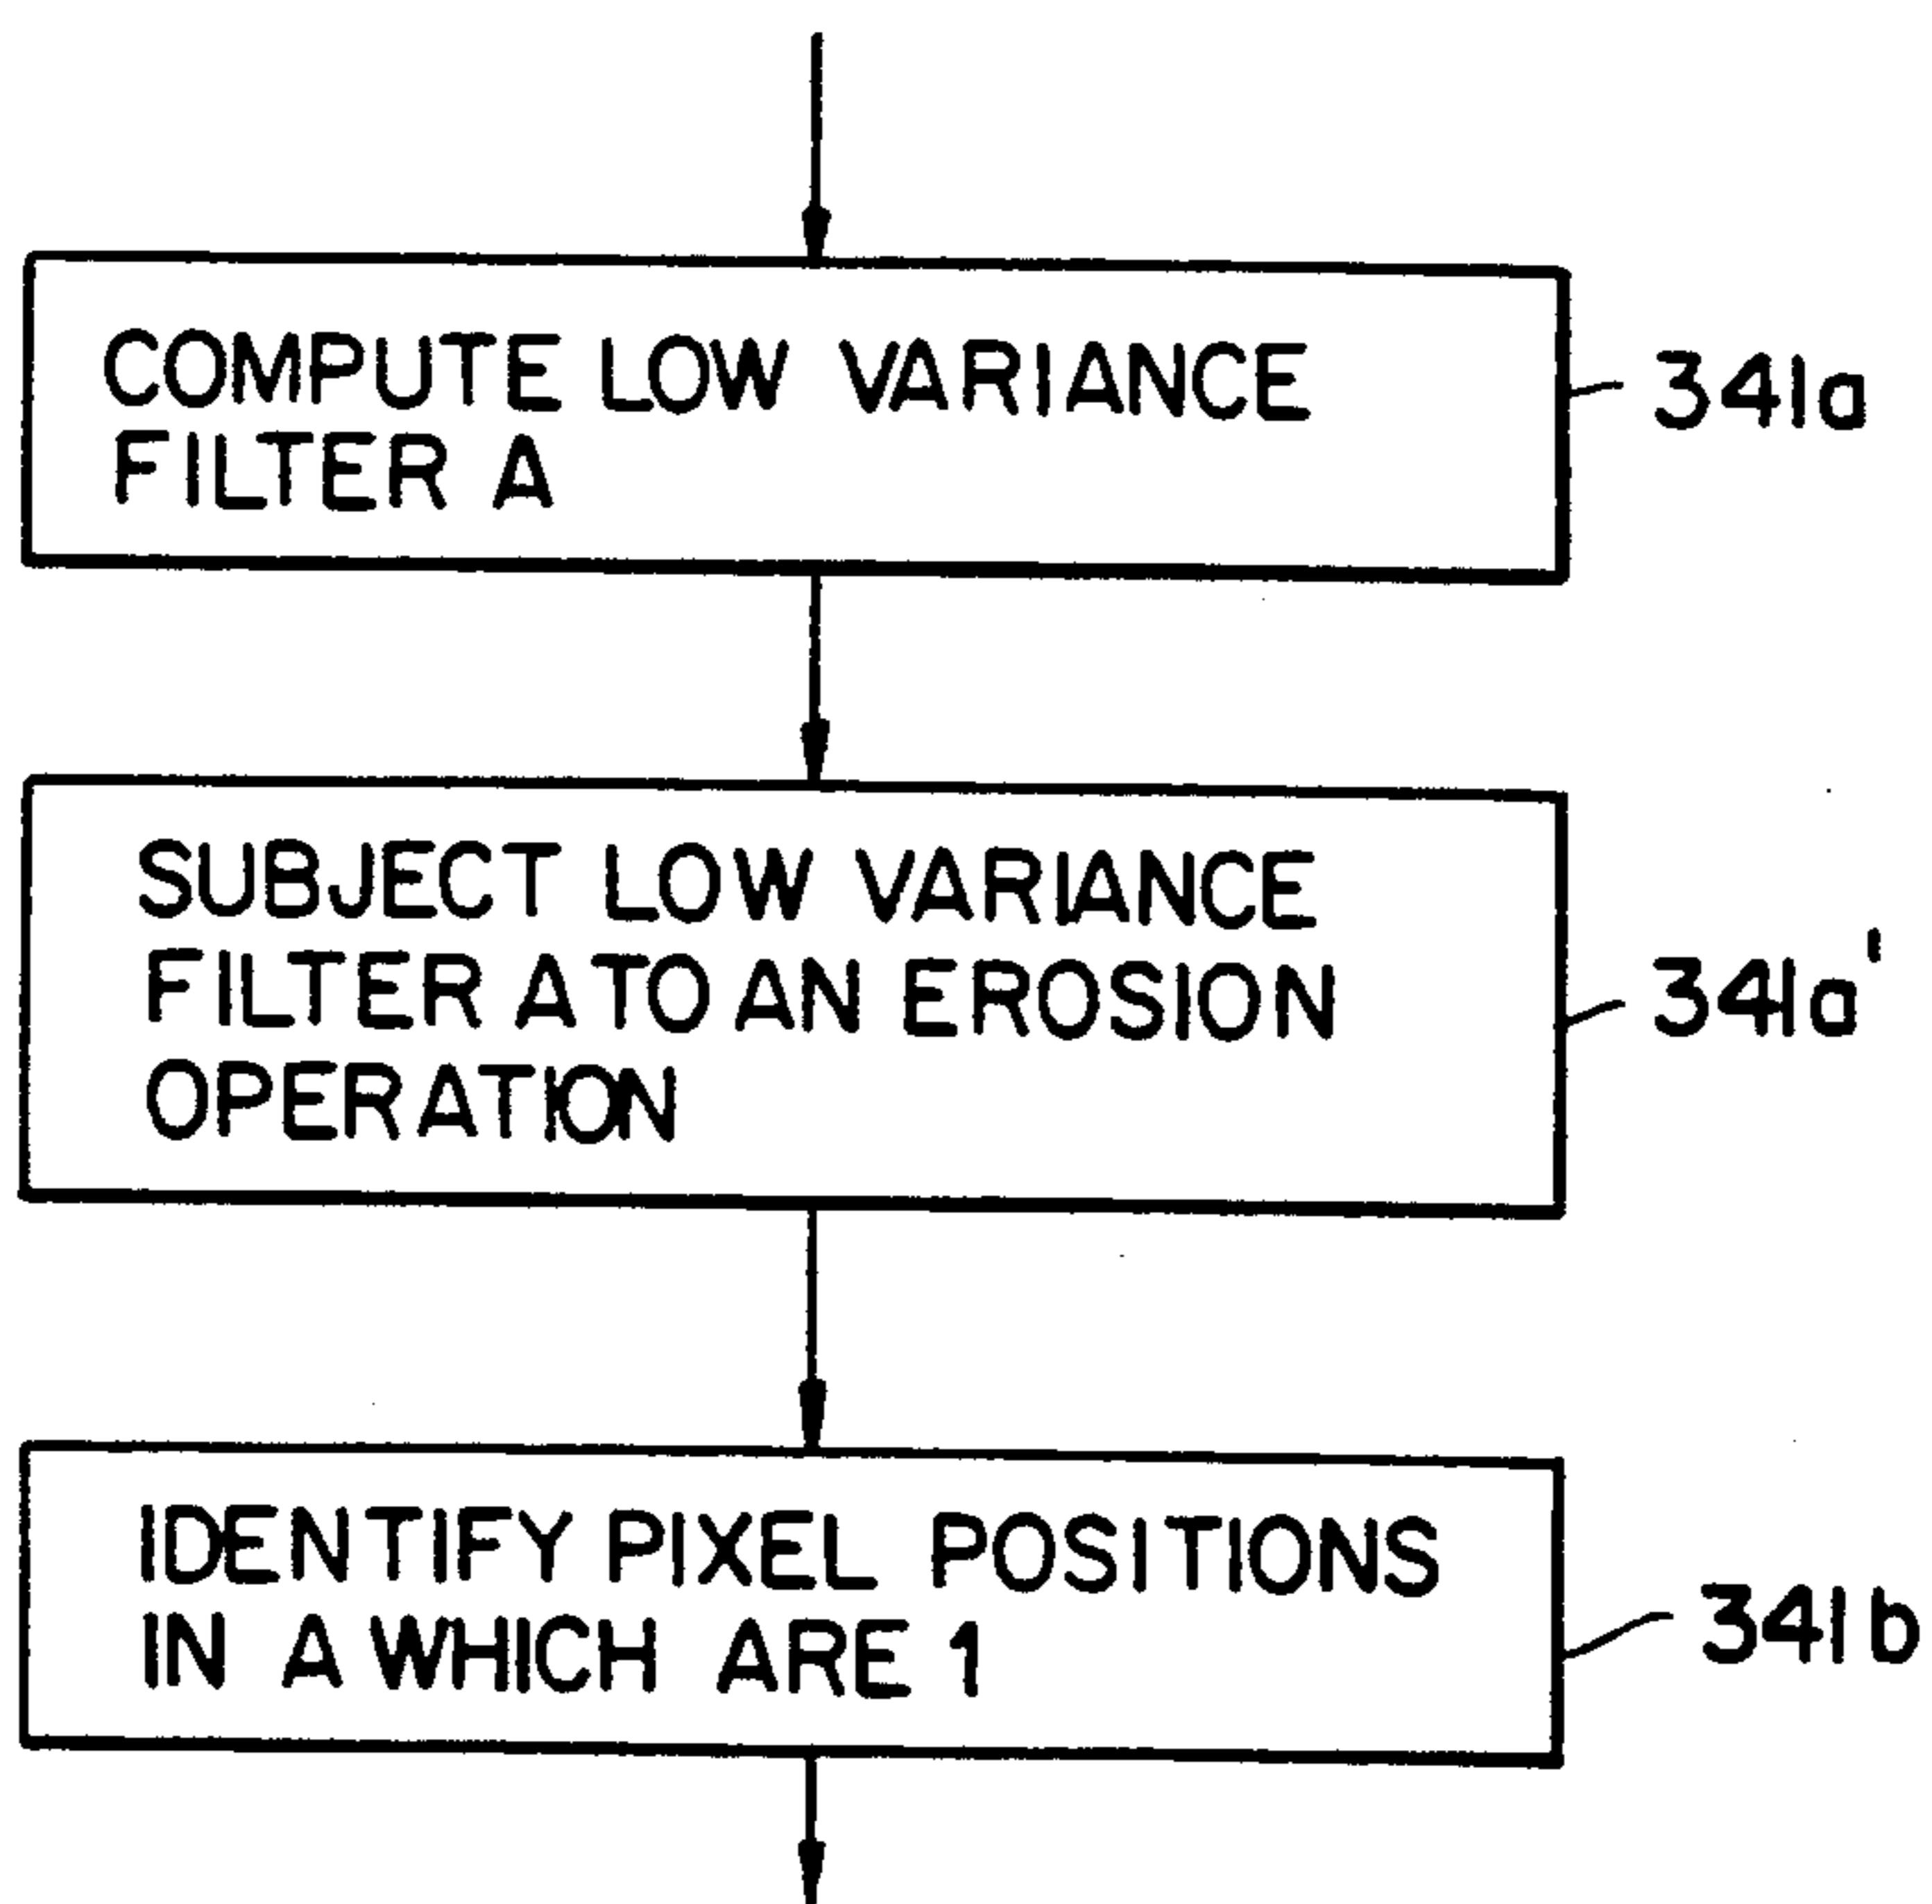 COMPUTE LOW VARIANCE
FILTER A
341a
SUBJECT LOW VARIANCE
FILTER A TO AN EROSION
OPERATION
341a'
IDENTIFY PIXEL POSITIONS
IN A WHICH ARE 1
341b